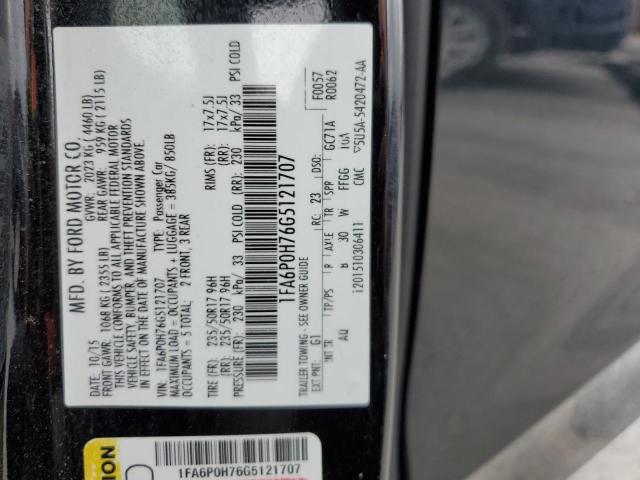 MFD. BY FORD MOTOR CO.
10/15 GVWR: 2023 KG ( 4460 LB)
FRONT GAWR: 1068 KG ( 2355 LB) REAR GAWR: 959 KG ( 2115 LB)
THIS VEHICLE CONFORMS TO ALL APPLICABLE FEDERAL MOTOR
VEHICLE SAFETY, BUMPER, AND THEFT PREVENTION STANDARDS
IN EFFECT ON THE DATE OF MANUFACTURE SHOWN ABOVE.
VIN: 1FA6P0H76G5121707 TYPE: Passenger Car
MAXIMUM LOAD = OCCUPANTS + LUGGAGE = 385KG/ 850LB
OCCUPANTS = 5 TOTAL: 2 FRONT, 3 REAR
TIRE (FR): 235/50R17 96H RIMS (FR): 17x7.5J
(RR): 235/50R17 96H (RR): 17x7.5J
PRESSURE (FR): 230 kPa/ 33 PSI COLD (RR): 230 kPa/ 33 PSI COLD
1FA6P0H76G5121707
TRAILER TOWING - SEE OWNER GUIDE
F0057
R0062
EXT PNT: G1 RC: 23 DSO: GC71A
INT TR TP/PS R AXLE TR SPR
AQ B 30 W FFGG
i201510306411 CMC
▽5U5A-5420472-AA
1FA6P0H76G5121707